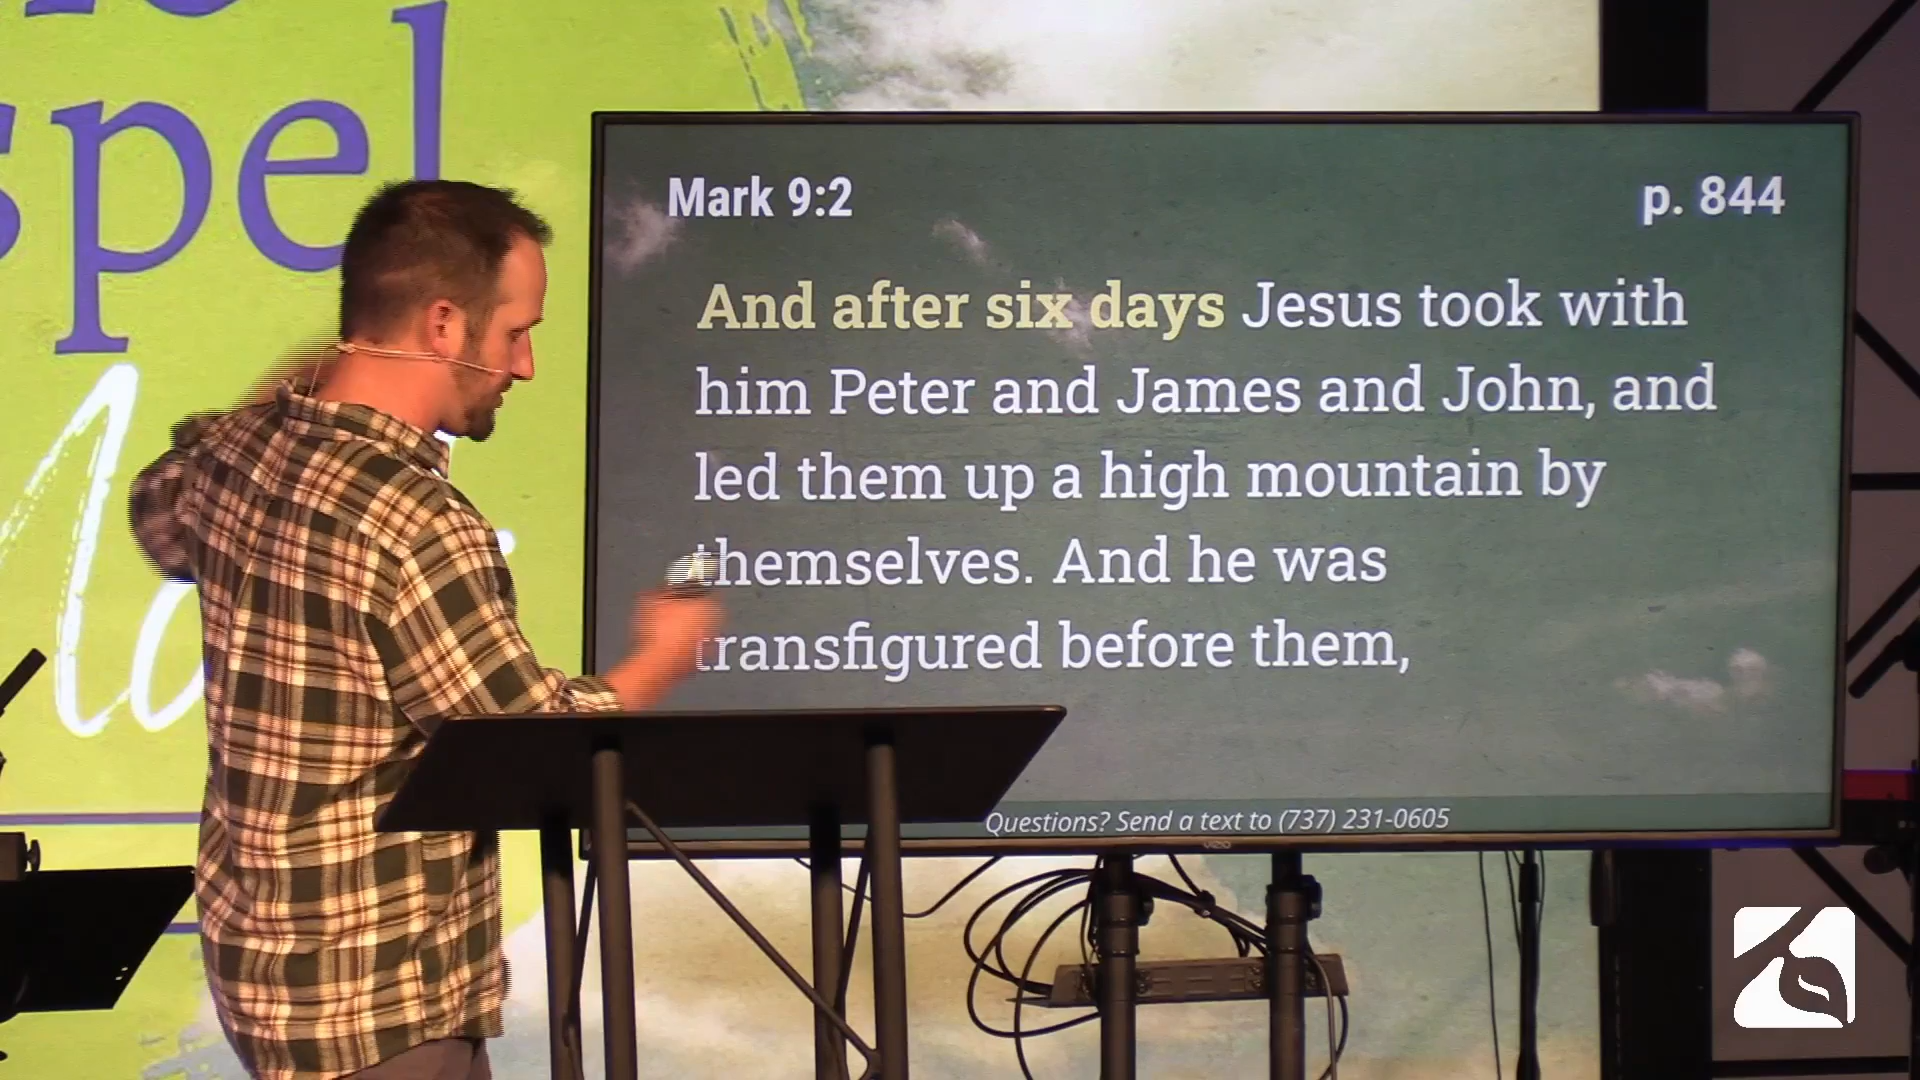 spel
Mark 9:2
p. 844
And after six days Jesus took with
him Peter and James and John, and
led them up a high mountain by
themselves. And he was
transfigured before them,
Questions? Send a text to (737) 231-0605
VIZIO